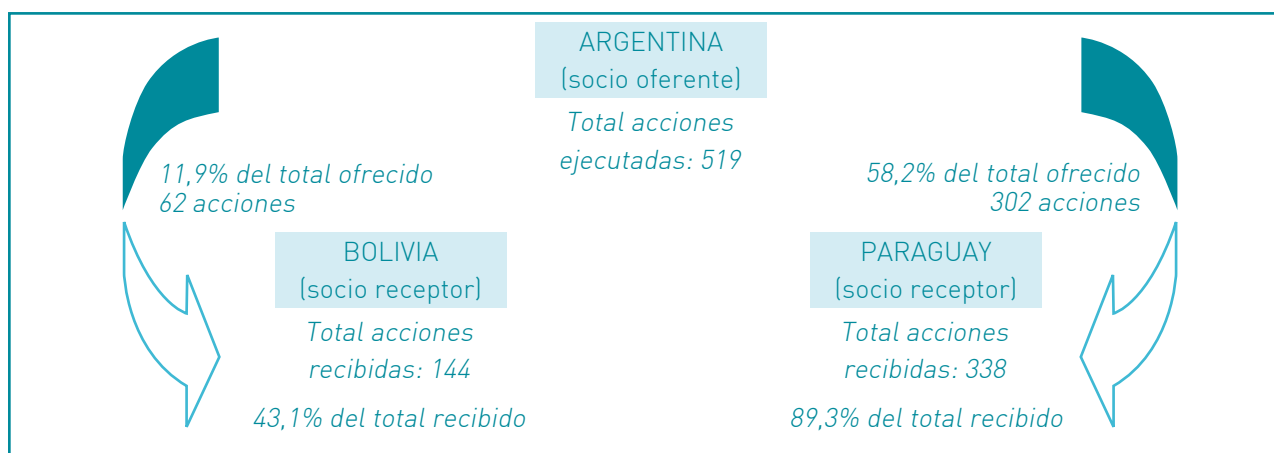 ARGENTINA
(socio oferente)
Total acciones
ejecutadas: 519
11,9% del total ofrecido
62 acciones
58,2% del total ofrecido
302 acciones
BOLIVIA
(socio receptor)
Total acciones
recibidas: 144
43,1% del total recibido
PARAGUAY
(socio receptor)
Total acciones
recibidas: 338
89,3% del total recibido